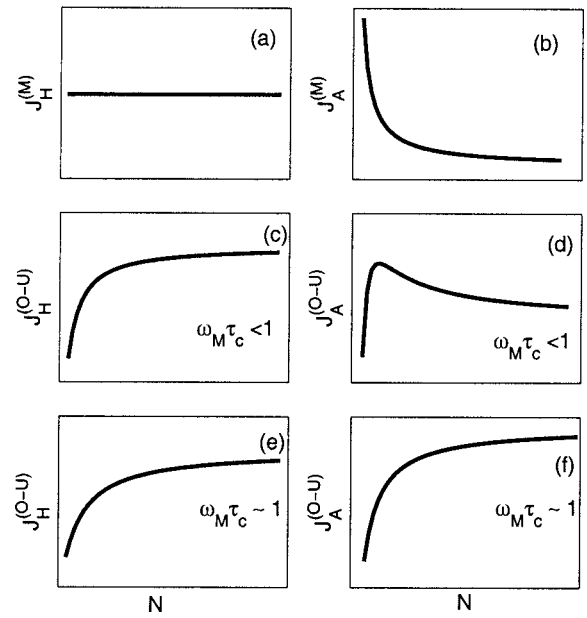 (a)
J_H^(M)
(b)
J_A^(M)
(c)
J_H^(O-U)
ω_M τ_c <1
(d)
J_A^(O-U)
ω_M τ_c <1
(e)
J_H^(O-U)
ω_M τ_c ~ 1
N
(f)
J_A^(O-U)
ω_M τ_c ~ 1
N